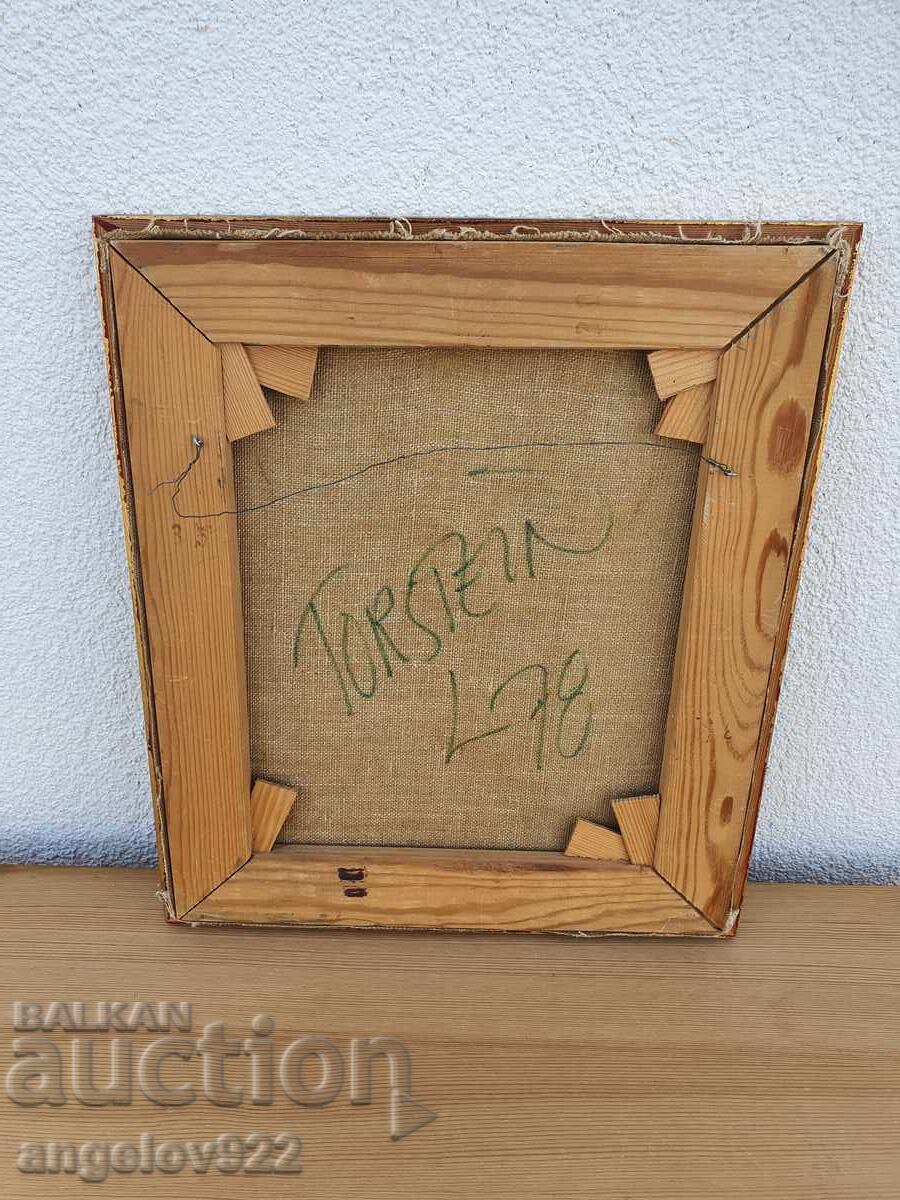 TORSTEIN
L78
BALKAN
auction
angelov922